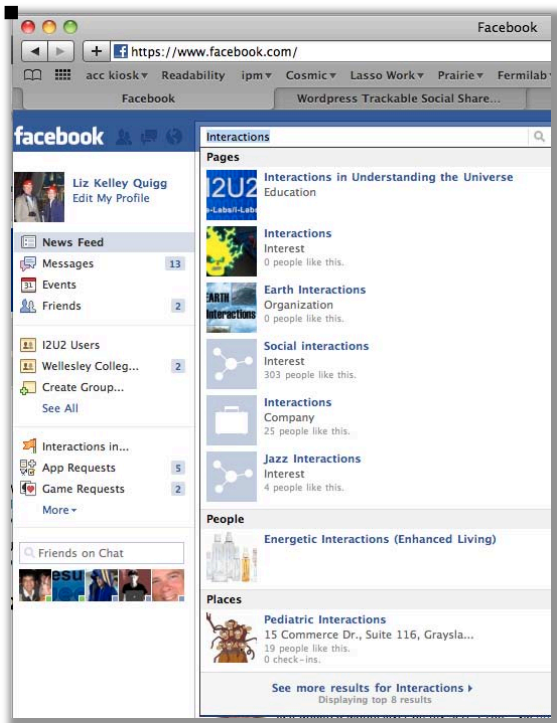 Facebook
https://www.facebook.com/
acc kiosk Readability ipm Cosmic Lasso Work Prairie Fermilab
Facebook
Wordpress Trackable Social Share...
facebook
Interactions
Liz Kelley Quigg
Edit My Profile
News Feed
Messages 13
31 Events
Friends 2
I2U2 Users
Wellesley Colleg... 2
Create Group...
See All
Interactions in...
App Requests 5
Game Requests 2
More
Friends on Chat
Pages
I2U2
e-Labs/i-Labs
Interactions in Understanding the Universe
Education
Interactions
Interest
0 people like this.
EARTH
Interactions
Earth Interactions
Organization
0 people like this.
Social interactions
Interest
303 people like this.
Interactions
Company
25 people like this.
Jazz Interactions
Interest
4 people like this.
People
Energetic Interactions (Enhanced Living)
Places
Pediatric Interactions
15 Commerce Dr., Suite 116, Graysla...
19 people like this.
0 check-ins.
See more results for Interactions
Displaying top 8 results